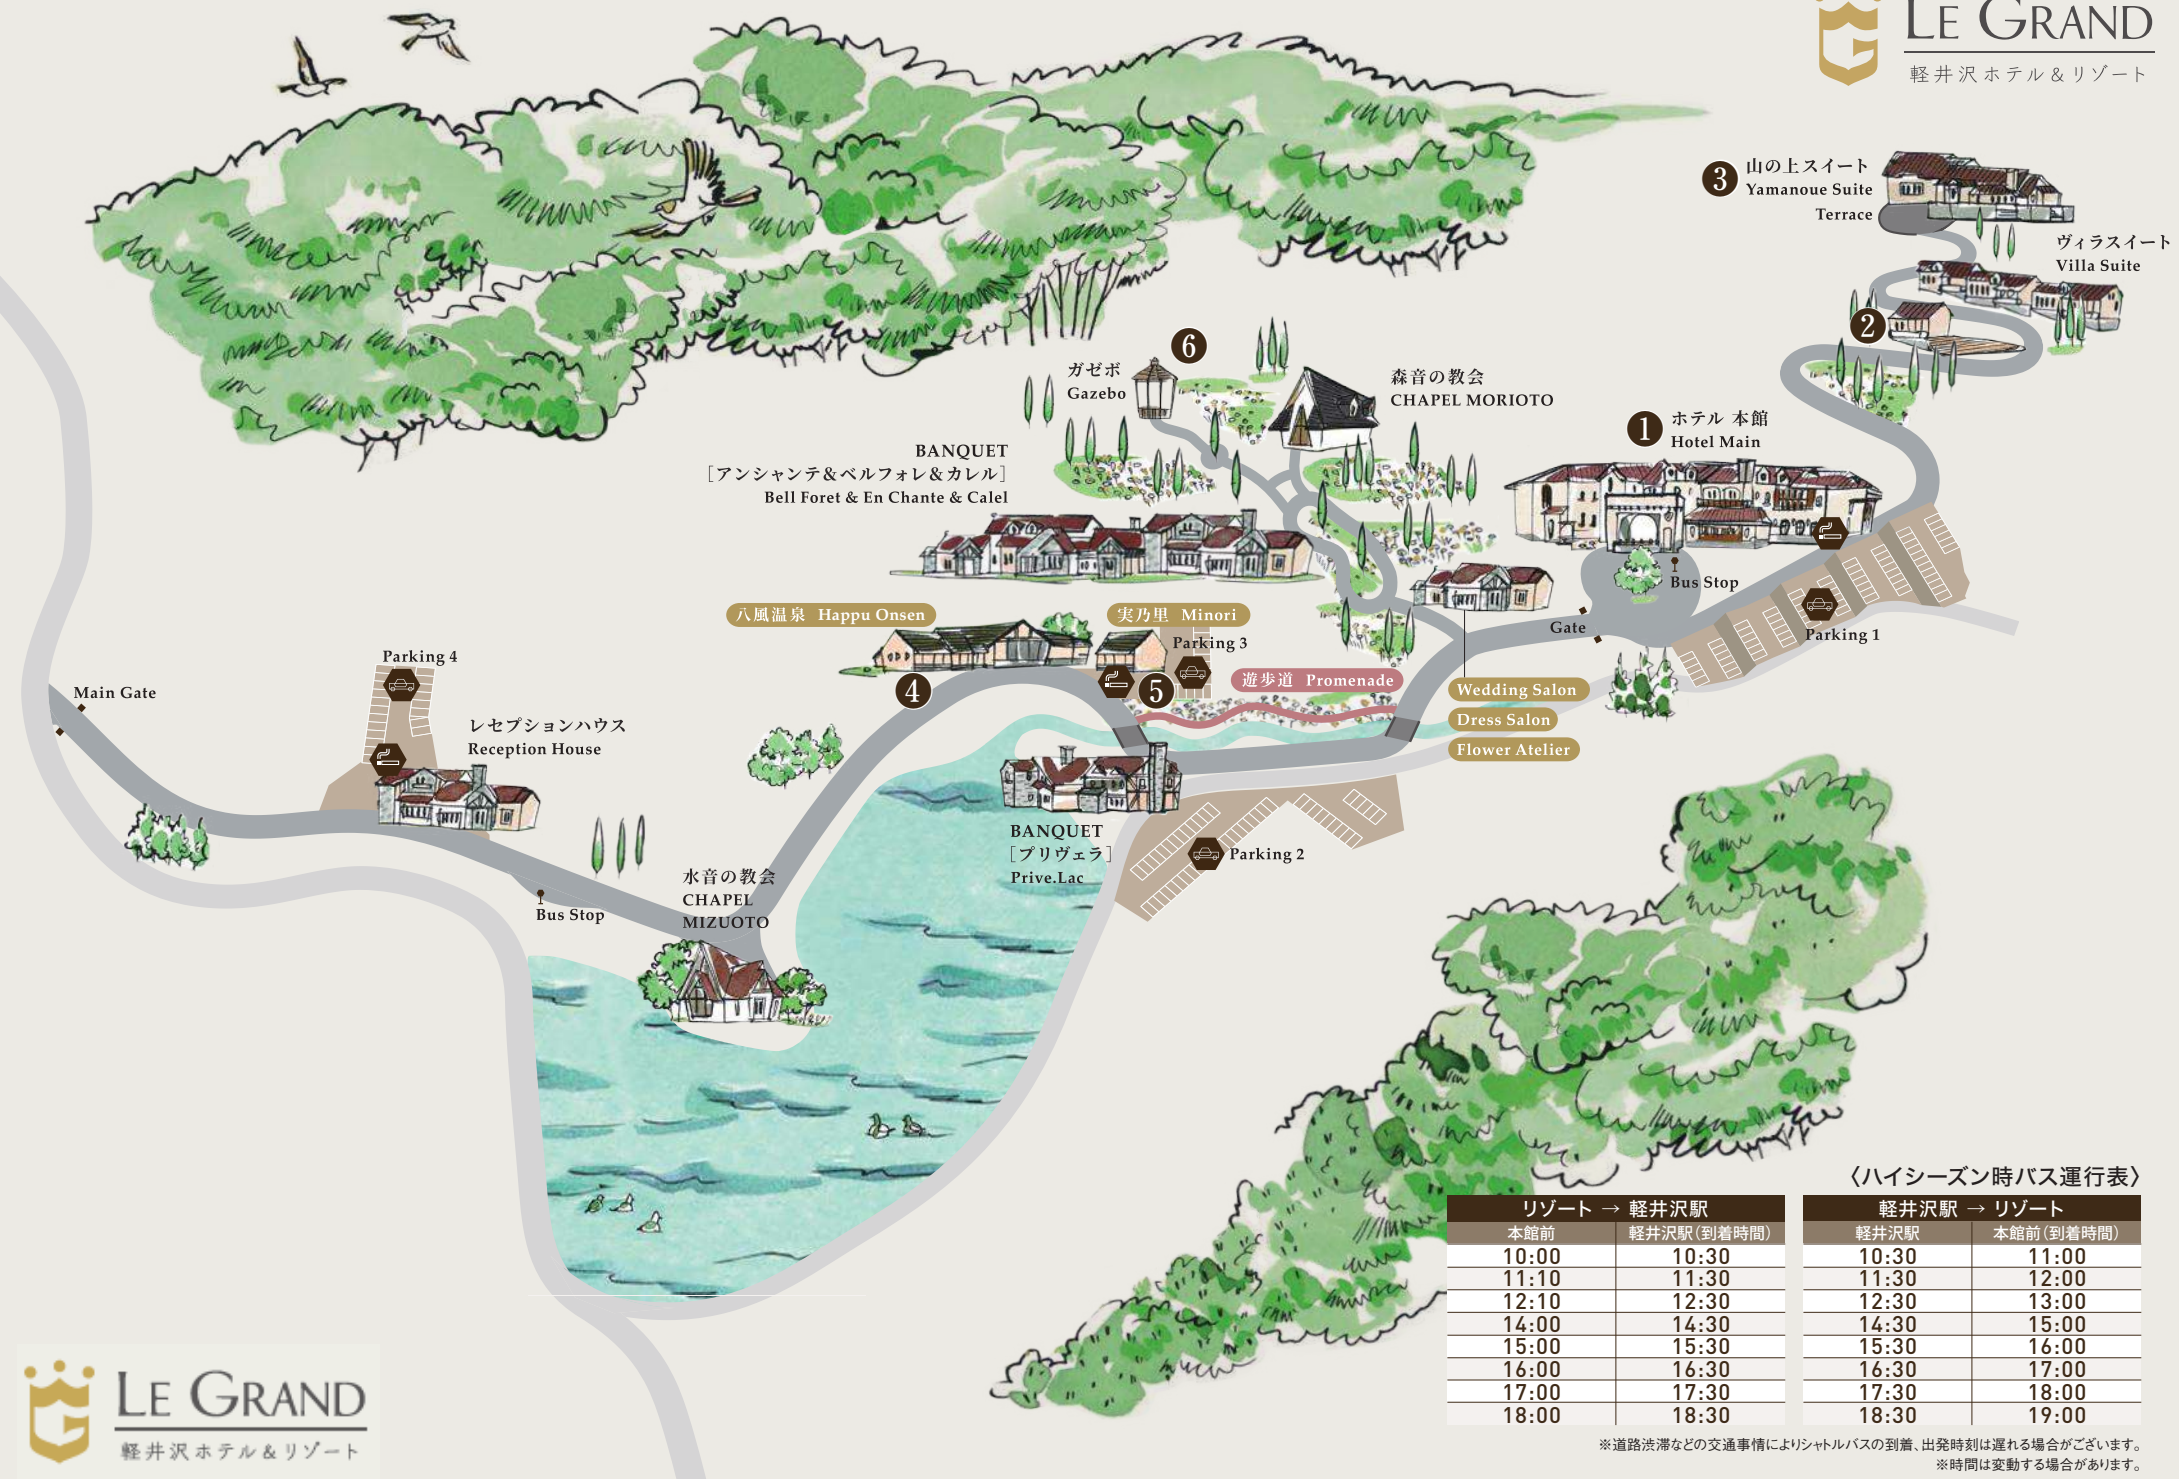 LE GRAND
軽井沢ホテル＆リゾート
3 山の上スイート
Yamanoue Suite
Terrace
ヴィラスイート
Villa Suite
2
6
ガゼボ
Gazebo
森音の教会
CHAPEL MORIOTO
1 ホテル 本館
Hotel Main
BANQUET
［アンシャンテ＆ベルフォレ＆カレル］
Bell Foret & En Chante & Calel
Bus Stop
Gate
Parking 1
八風温泉 Happu Onsen
実乃里 Minori
Parking 3
4
5
遊歩道 Promenade
Wedding Salon
Dress Salon
Flower Atelier
Parking 4
Main Gate
レセプションハウス
Reception House
BANQUET
［プリヴェラ］
Prive.Lac
Parking 2
水音の教会
CHAPEL
MIZUOTO
Bus Stop
〈ハイシーズン時バス運行表〉
リゾート → 軽井沢駅
本館前 軽井沢駅（到着時間）
10:00 10:30
11:10 11:30
12:10 12:30
14:00 14:30
15:00 15:30
16:00 16:30
17:00 17:30
18:00 18:30
軽井沢駅 → リゾート
軽井沢駅 本館前（到着時間）
10:30 11:00
11:30 12:00
12:30 13:00
14:30 15:00
15:30 16:00
16:30 17:00
17:30 18:00
18:30 19:00
※道路渋滞などの交通事情によりシャトルバスの到着、出発時刻は遅れる場合がございます。
※時間は変動する場合があります。
G
LE GRAND
軽井沢ホテル＆リゾート